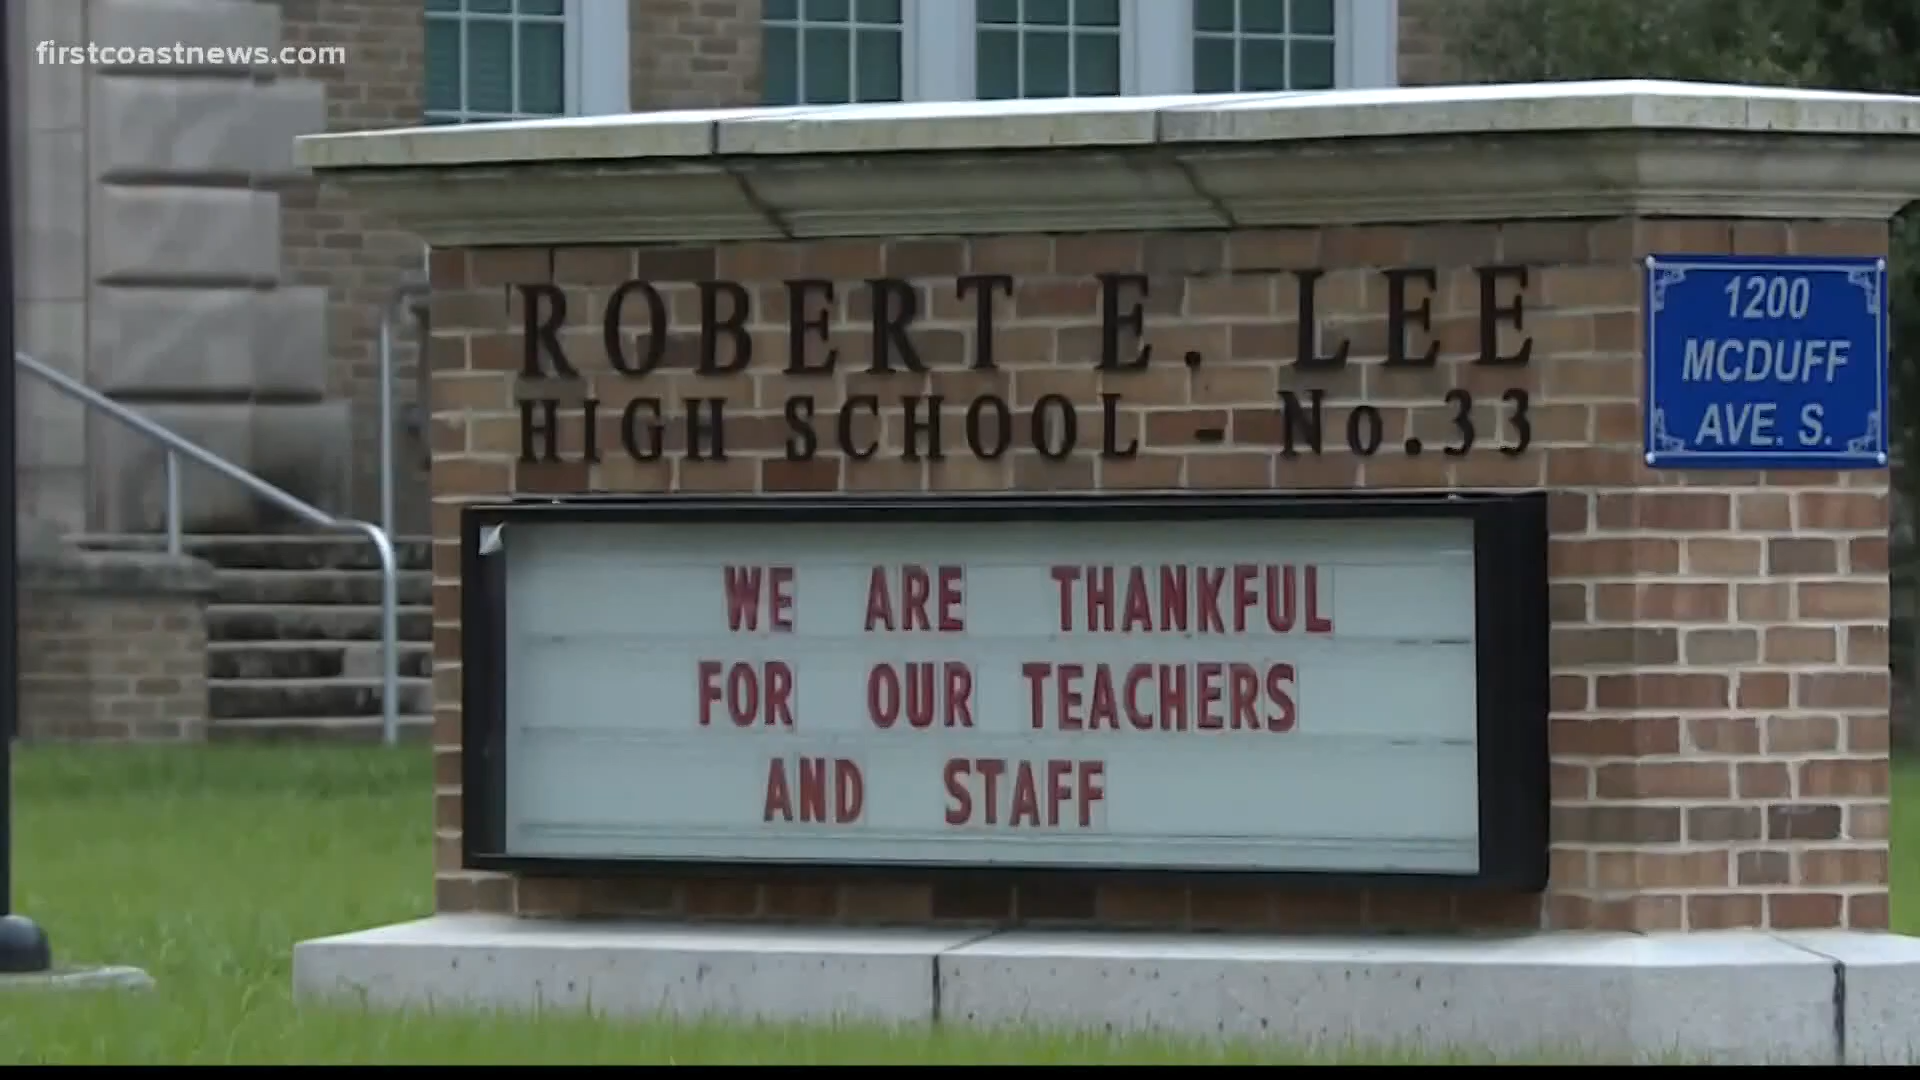 firstcoastnews.com
ROBERT E. LEE
HIGH SCHOOL - No.33
1200
MCDUFF
AVE. S.
WE ARE THANKFUL
FOR OUR TEACHERS
AND STAFF